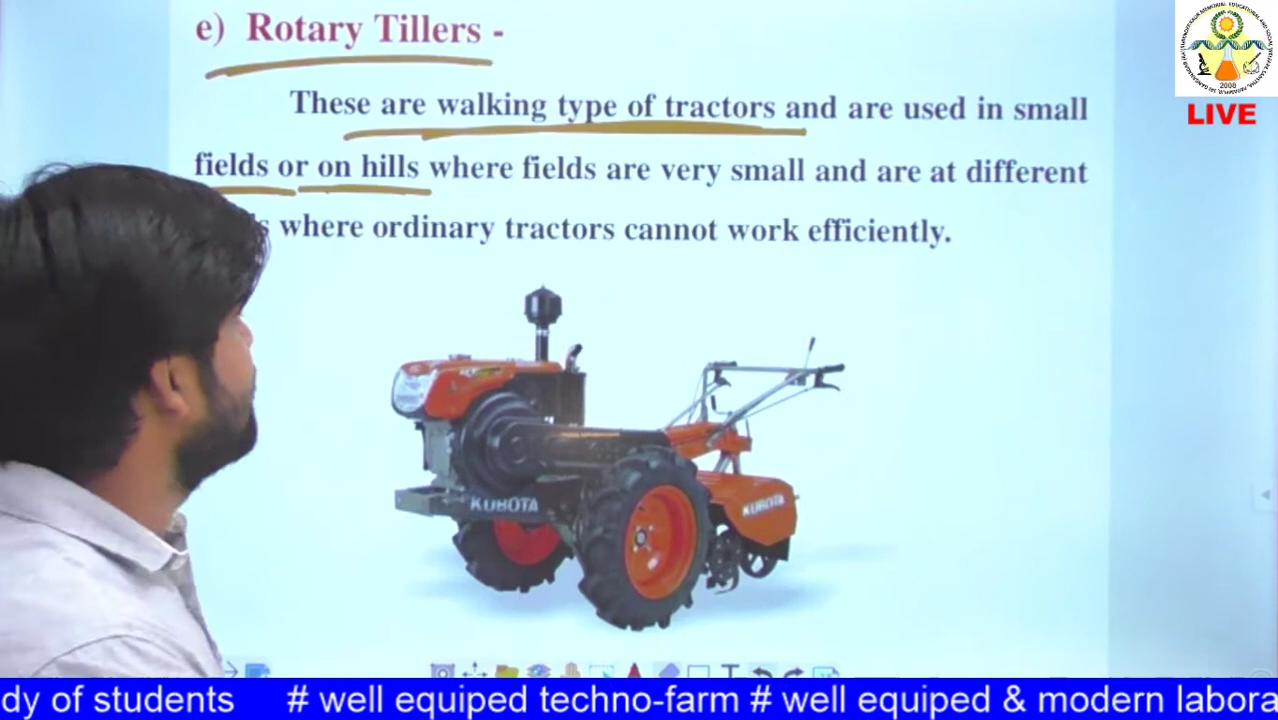 e) Rotary Tillers -
These are walking type of tractors and are used in small
fields or on hills where fields are very small and are at different
where ordinary tractors cannot work efficiently.
KUBOTA
KUBOTA
2008
LIVE
dy of students # well equiped techno-farm # well equiped & modern labora